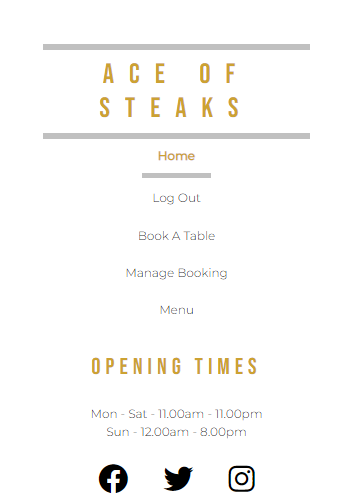 ACE OF
STEAKS
Home
Log Out
Book A Table
Manage Booking
Menu
OPENING TIMES
Mon - Sat - 11.00am - 11.00pm
Sun - 12.00am - 8.00pm